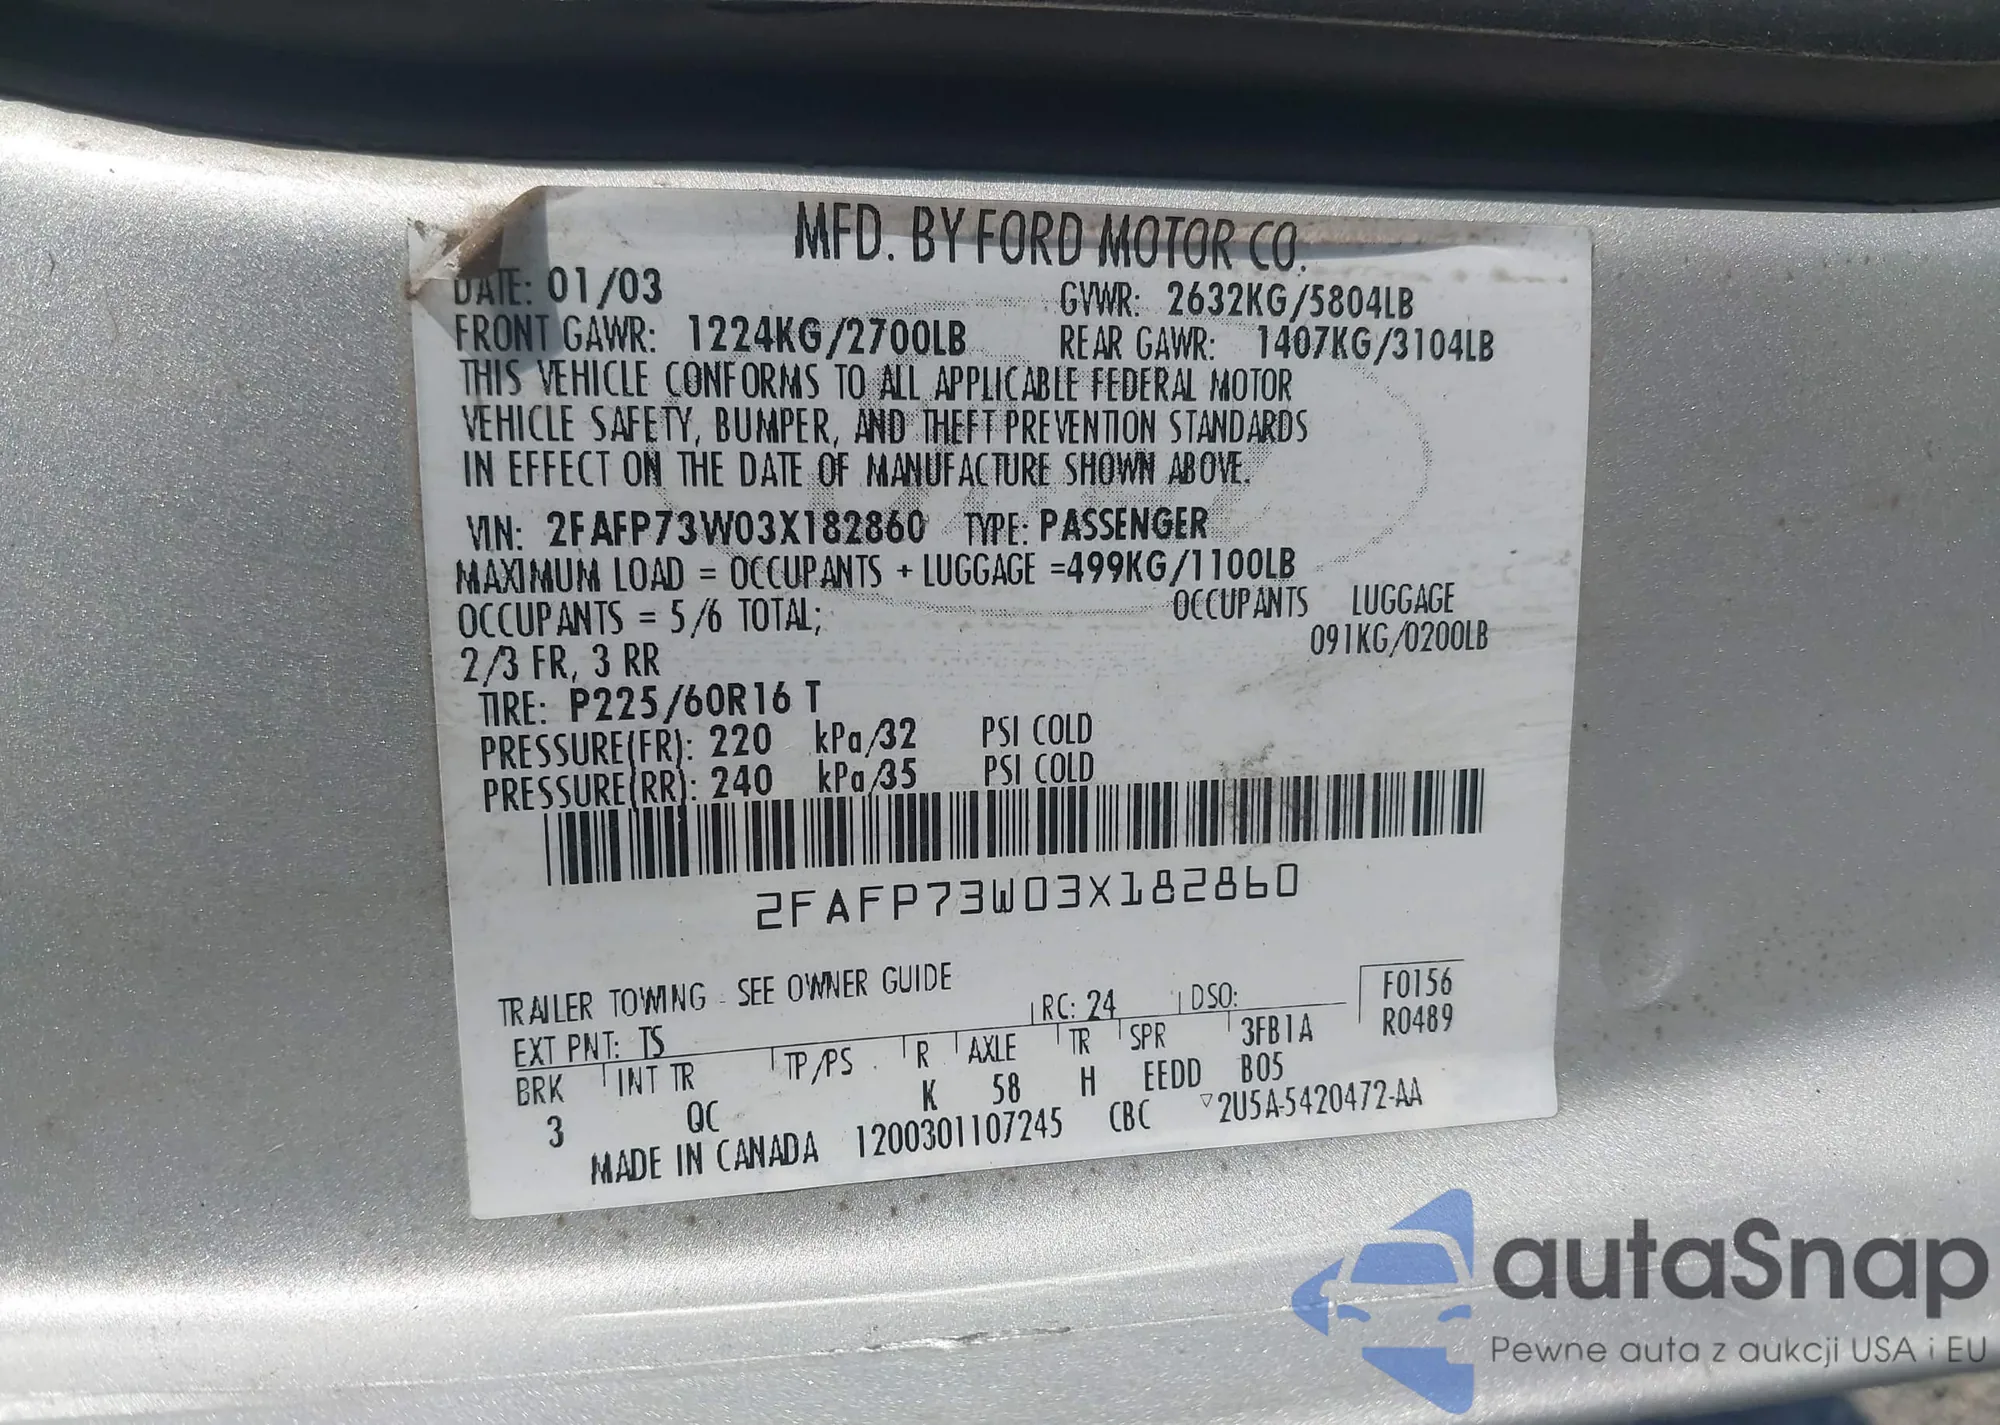 MFD. BY FORD MOTOR CO.
DATE: 01/03 GVWR: 2632KG/5804LB
FRONT GAWR: 1224KG/2700LB REAR GAWR: 1407KG/3104LB
THIS VEHICLE CONFORMS TO ALL APPLICABLE FEDERAL MOTOR
VEHICLE SAFETY, BUMPER, AND THEFT PREVENTION STANDARDS
IN EFFECT ON THE DATE OF MANUFACTURE SHOWN ABOVE.
VIN: 2FAFP73W03X182860 TYPE: PASSENGER
MAXIMUM LOAD = OCCUPANTS + LUGGAGE =499KG/1100LB
OCCUPANTS = 5/6 TOTAL; OCCUPANTS LUGGAGE
2/3 FR, 3 RR 091KG/0200LB
TIRE: P225/60R16 T
PRESSURE(FR): 220 kPa/32 PSI COLD
PRESSURE(RR): 240 kPa/35 PSI COLD
2FAFP73W03X182860
TRAILER TOWING - SEE OWNER GUIDE
EXT PNT: TS RC: 24 DSO: F0156
BRK INT TR TP/PS R AXLE TR SPR 3FB1A R0489
3 QC K 58 H EEDD B05
MADE IN CANADA 1200301107245 CBC ▽2U5A-5420472-AA
autaSnap
Pewne auta z aukcji USA i EU